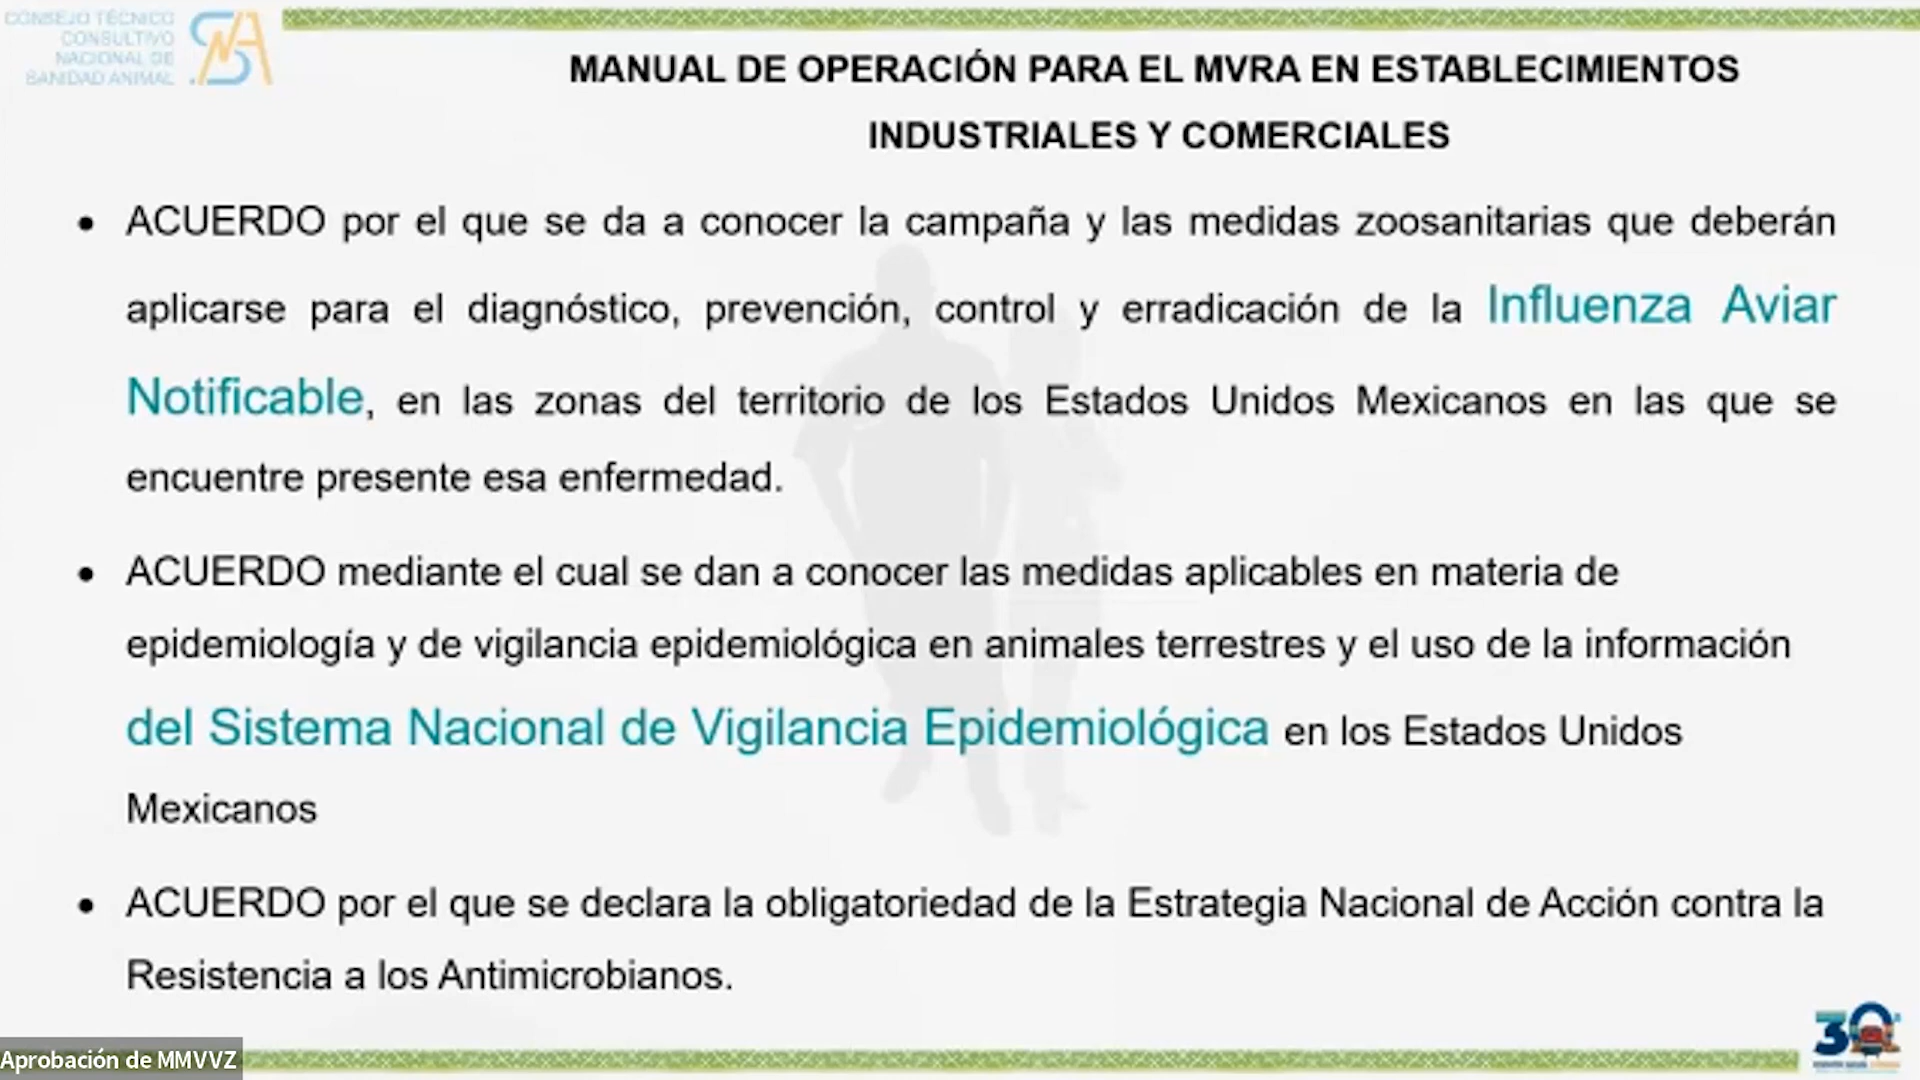 CONSEJO TÉCNICO
CONSULTIVO
NACIONAL DE
SANIDAD ANIMAL
MANUAL DE OPERACIÓN PARA EL MVRA EN ESTABLECIMIENTOS
INDUSTRIALES Y COMERCIALES
• ACUERDO por el que se da a conocer la campaña y las medidas zoosanitarias que deberán
aplicarse para el diagnóstico, prevención, control y erradicación de la Influenza Aviar
Notificable, en las zonas del territorio de los Estados Unidos Mexicanos en las que se
encuentre presente esa enfermedad.
• ACUERDO mediante el cual se dan a conocer las medidas aplicables en materia de
epidemiología y de vigilancia epidemiológica en animales terrestres y el uso de la información
del Sistema Nacional de Vigilancia Epidemiológica en los Estados Unidos
Mexicanos
• ACUERDO por el que se declara la obligatoriedad de la Estrategia Nacional de Acción contra la
Resistencia a los Antimicrobianos.
30
Aprobación de MMVVZ